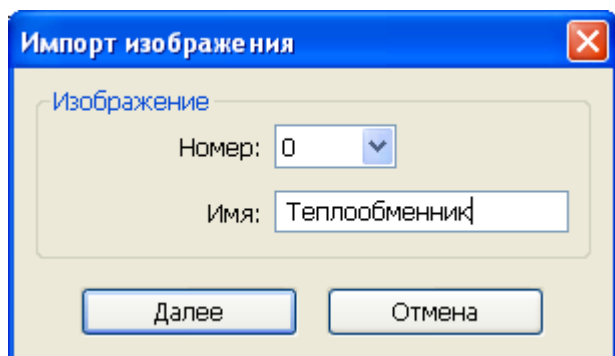 Импорт изображения
Изображение
Номер: 0
Имя: Теплообменник
Далее Отмена